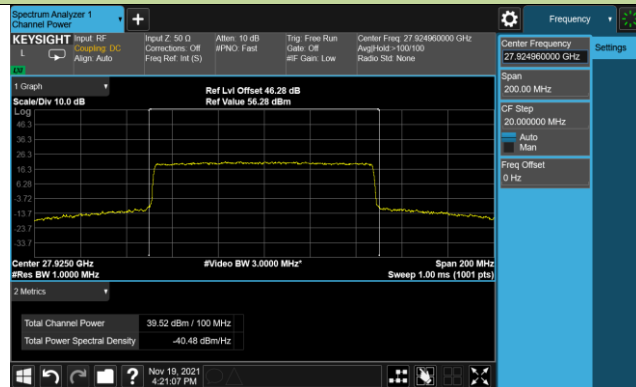 Spectrum Analyzer 1
Channel Power
Frequency
KEYSIGHT
L
Input: RF
Coupling: DC
Align: Auto
Input Z: 50 Ω
Corrections: Off
Freq Ref: Int (S)
Atten: 10 dB
#PNO: Fast
Trig: Free Run
Gate: Off
#IF Gain: Low
Center Freq: 27.924960000 GHz
Avg|Hold:>100/100
Radio Std: None
Center Frequency
27.924960000 GHz
Settings
Span
200.00 MHz
CF Step
20.000000 MHz
Auto
Man
Freq Offset
0 Hz
1 Graph
Scale/Div 10.0 dB
Ref Lvl Offset 46.28 dB
Ref Value 56.28 dBm
Log
46.3
36.3
26.3
16.3
6.28
-3.72
-13.7
-23.7
-33.7
Center 27.9250 GHz
#Video BW 3.0000 MHz*
Span 200 MHz
#Res BW 1.0000 MHz
Sweep 1.00 ms (1001 pts)
2 Metrics
Total Channel Power
39.52 dBm / 100 MHz
Total Power Spectral Density
-40.48 dBm/Hz
?
Nov 19, 2021
4:21:07 PM